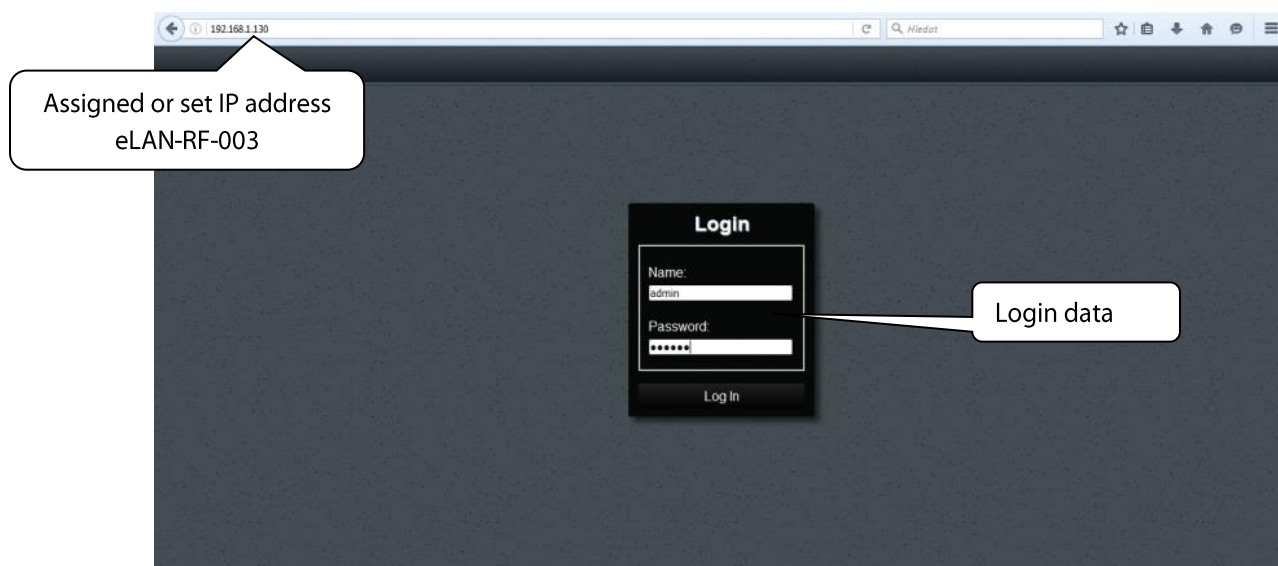 192.168.1.130
Hledat
Assigned or set IP address
eLAN-RF-003
Login
Name:
admin
Login data
Password:
••••••
Log In